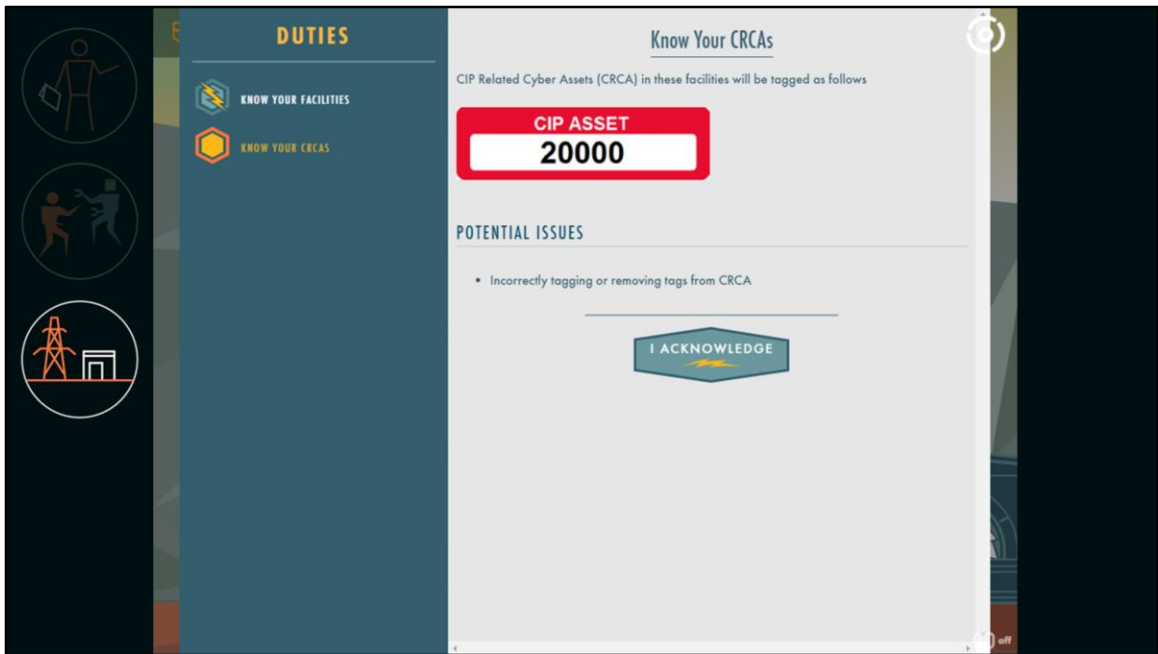 DUTIES
KNOW YOUR FACILITIES
KNOW YOUR CRCAS
Know Your CRCAs
CIP Related Cyber Assets (CRCA) in these facilities will be tagged as follows
CIP ASSET
20000
POTENTIAL ISSUES
• Incorrectly tagging or removing tags from CRCA
I ACKNOWLEDGE
off